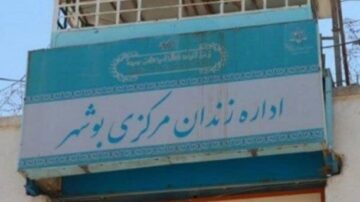 اداره زندان مرکزی بوشهر